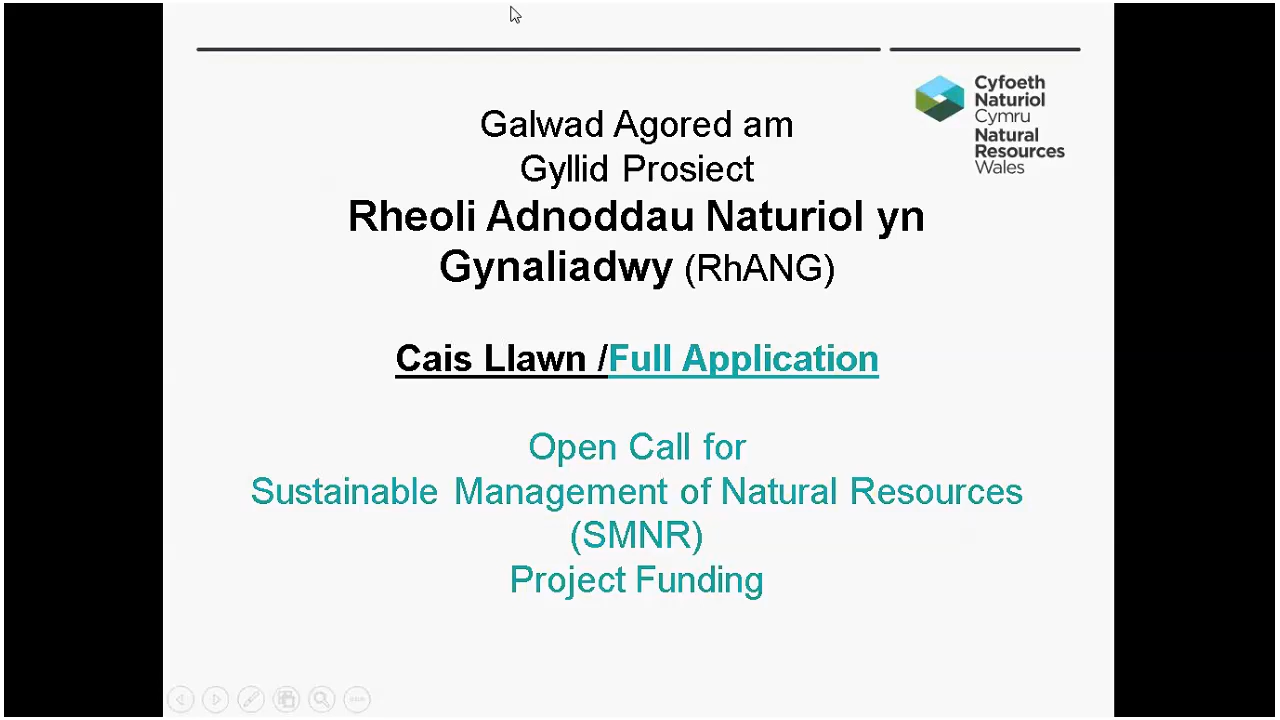 Cyfoeth
Naturiol
Cymru
Natural
Resources
Wales
Galwad Agored am
Gyllid Prosiect
Rheoli Adnoddau Naturiol yn
Gynaliadwy (RhANG)
Cais Llawn /Full Application
Open Call for
Sustainable Management of Natural Resources
(SMNR)
Project Funding